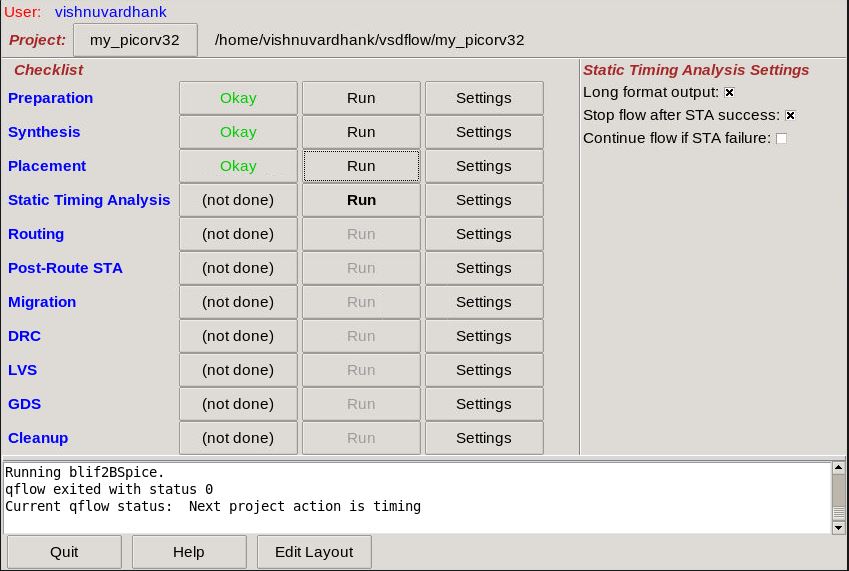 User: vishnuvardhank
Project: my_picorv32 /home/vishnuvardhank/vsdflow/my_picorv32
Checklist
Preparation Okay Run Settings
Synthesis Okay Run Settings
Placement Okay Run Settings
Static Timing Analysis (not done) Run Settings
Routing (not done) Run Settings
Post-Route STA (not done) Run Settings
Migration (not done) Run Settings
DRC (not done) Run Settings
LVS (not done) Run Settings
GDS (not done) Run Settings
Cleanup (not done) Run Settings
Static Timing Analysis Settings
Long format output:
Stop flow after STA success:
Continue flow if STA failure:
Running blif2BSpice.
qflow exited with status 0
Current qflow status:  Next project action is timing
Quit Help Edit Layout